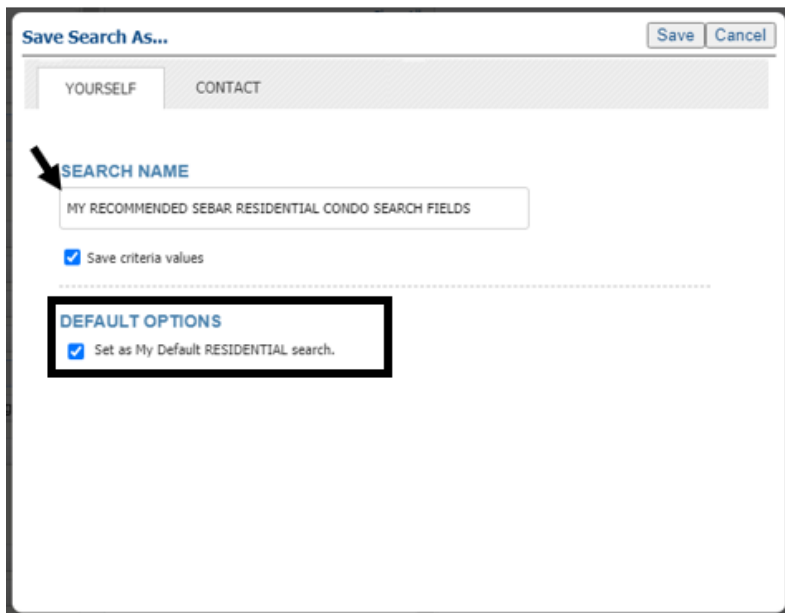 Save Search As...
Save Cancel
YOURSELF CONTACT
SEARCH NAME
MY RECOMMENDED SEBAR RESIDENTIAL CONDO SEARCH FIELDS
Save criteria values
DEFAULT OPTIONS
Set as My Default RESIDENTIAL search.